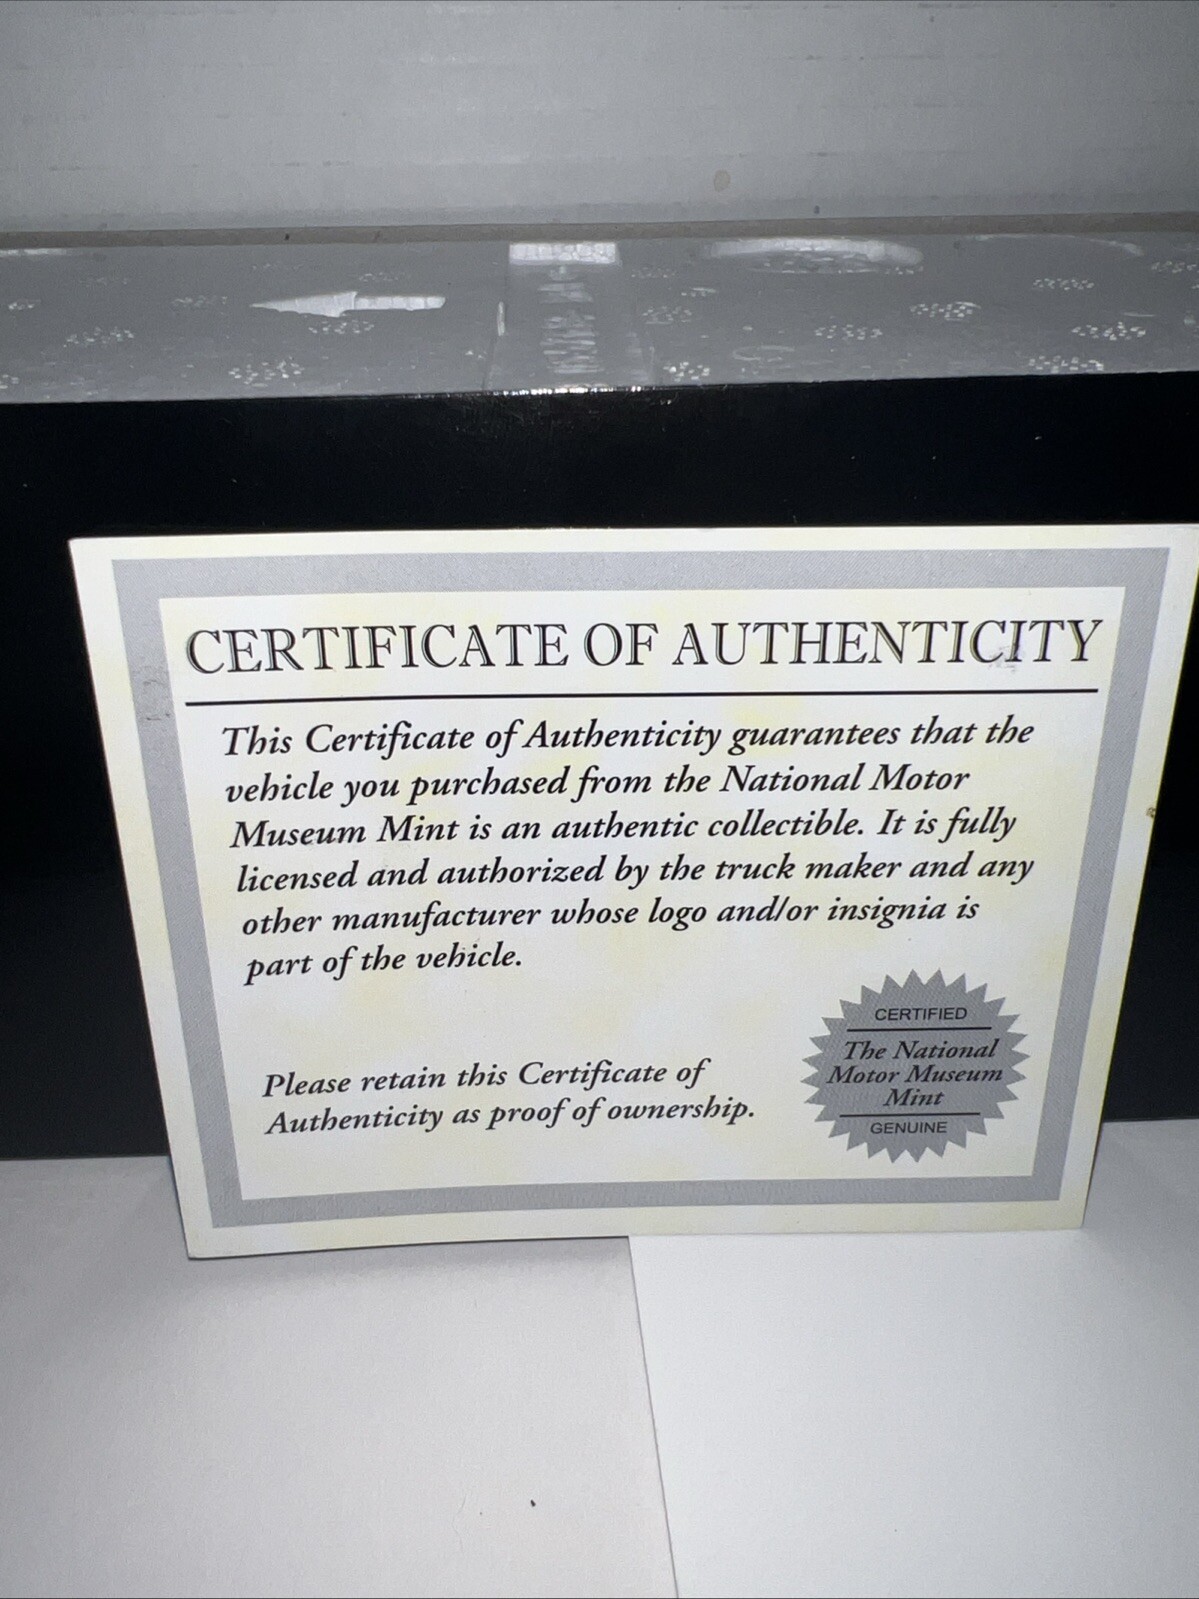 CERTIFICATE OF AUTHENTICITY
This Certificate of Authenticity guarantees that the
vehicle you purchased from the National Motor
Museum Mint is an authentic collectible. It is fully
licensed and authorized by the truck maker and any
other manufacturer whose logo and/or insignia is
part of the vehicle.
Please retain this Certificate of
Authenticity as proof of ownership.
CERTIFIED
The National
Motor Museum
Mint
GENUINE